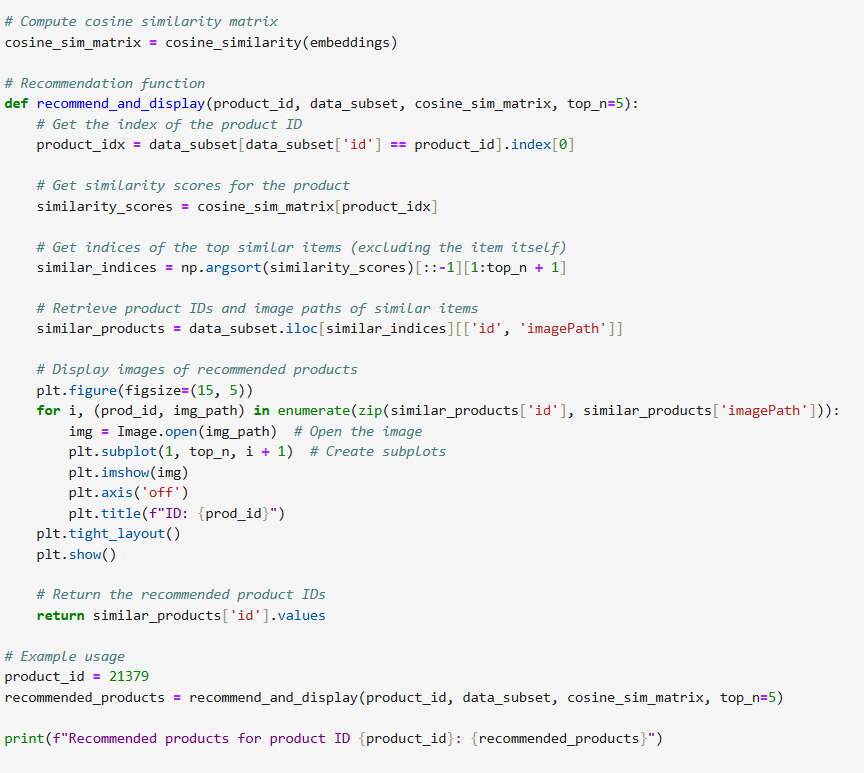 # Compute cosine similarity matrix
cosine_sim_matrix = cosine_similarity(embeddings)

# Recommendation function
def recommend_and_display(product_id, data_subset, cosine_sim_matrix, top_n=5):
    # Get the index of the product ID
    product_idx = data_subset[data_subset['id'] == product_id].index[0]

    # Get similarity scores for the product
    similarity_scores = cosine_sim_matrix[product_idx]

    # Get indices of the top similar items (excluding the item itself)
    similar_indices = np.argsort(similarity_scores)[::-1][1:top_n + 1]

    # Retrieve product IDs and image paths of similar items
    similar_products = data_subset.iloc[similar_indices][['id', 'imagePath']]

    # Display images of recommended products
    plt.figure(figsize=(15, 5))
    for i, (prod_id, img_path) in enumerate(zip(similar_products['id'], similar_products['imagePath'])):
        img = Image.open(img_path)  # Open the image
        plt.subplot(1, top_n, i + 1)  # Create subplots
        plt.imshow(img)
        plt.axis('off')
        plt.title(f"ID: {prod_id}")
    plt.tight_layout()
    plt.show()

    # Return the recommended product IDs
    return similar_products['id'].values

# Example usage
product_id = 21379
recommended_products = recommend_and_display(product_id, data_subset, cosine_sim_matrix, top_n=5)

print(f"Recommended products for product ID {product_id}: {recommended_products}")